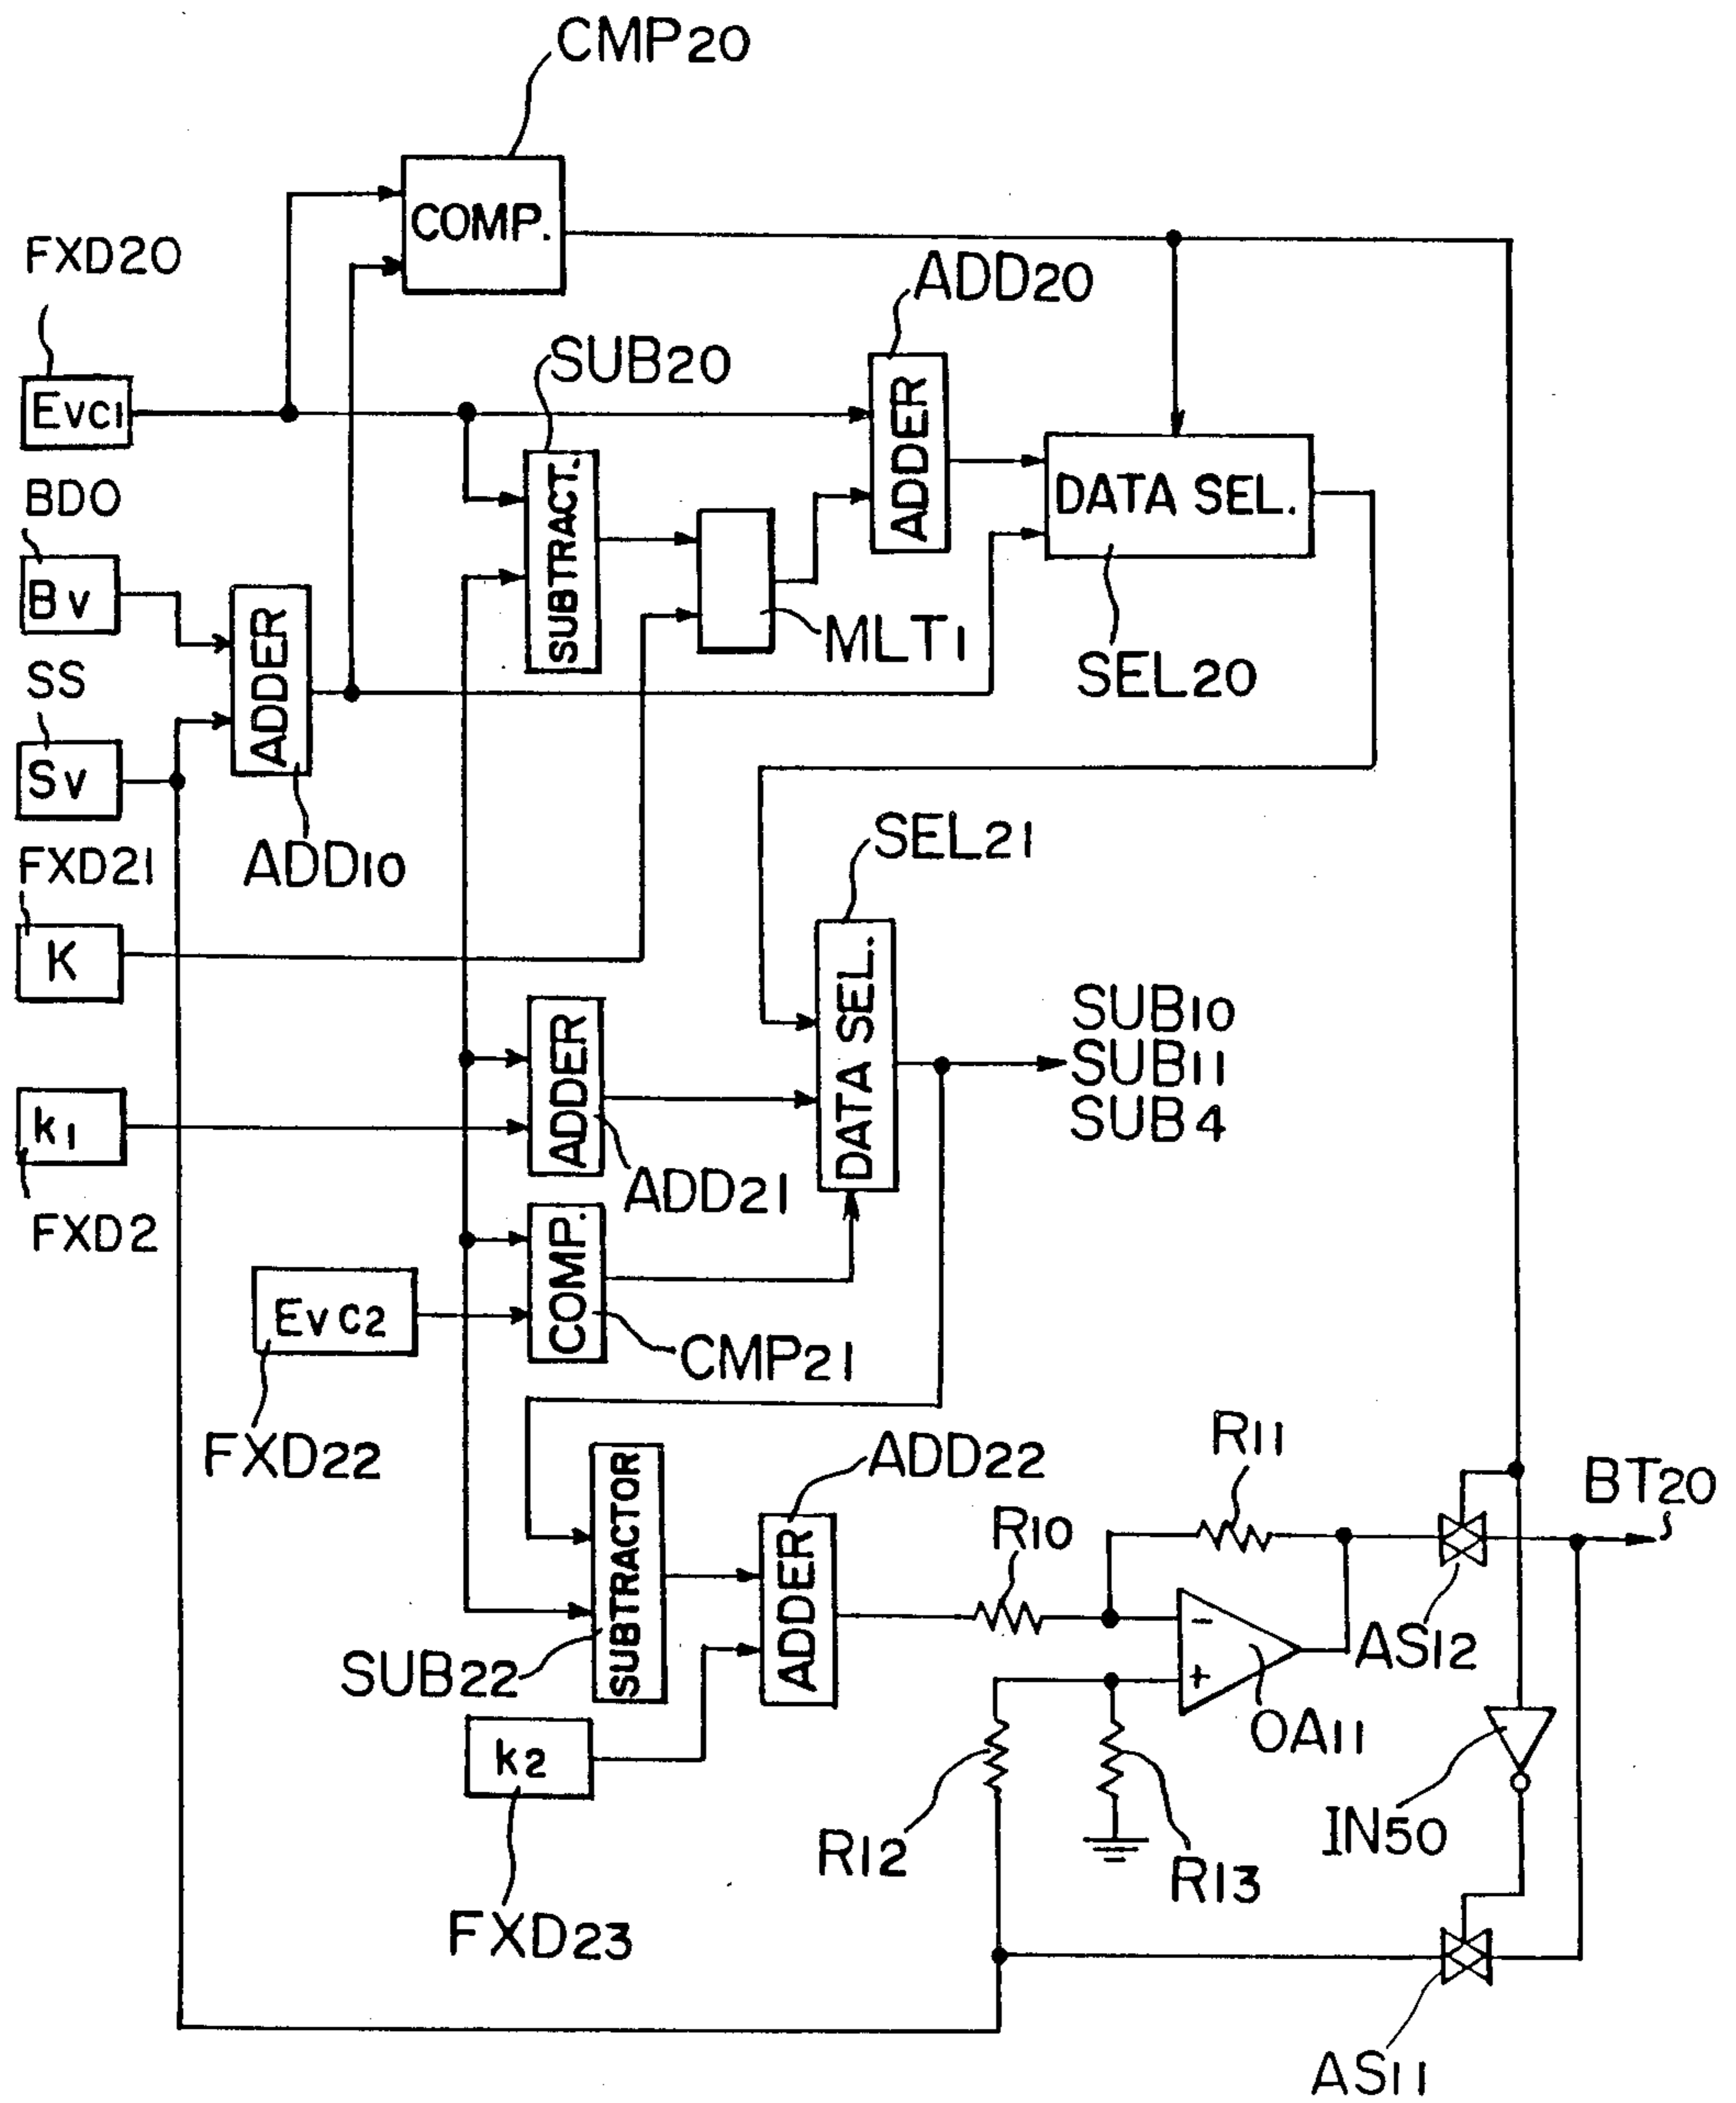 CMP20
COMP.
FXD20
ADD20
SUB20
Evc1
ADDER
SUBTRACT.
DATA SEL.
BD0
Bv
MLT1
SEL20
SS
ADDER
Sv
SEL21
ADD10
FXD21
K
DATA SEL.
SUB10
SUB11
SUB4
ADDER
k1
ADD21
FXD2
COMP.
Evc2
CMP21
FXD22
R11
ADD22
BT20
R10
SUBTRACTOR
ADDER
-
+
AS12
SUB22
OA11
k2
IN50
R12
R13
FXD23
AS11